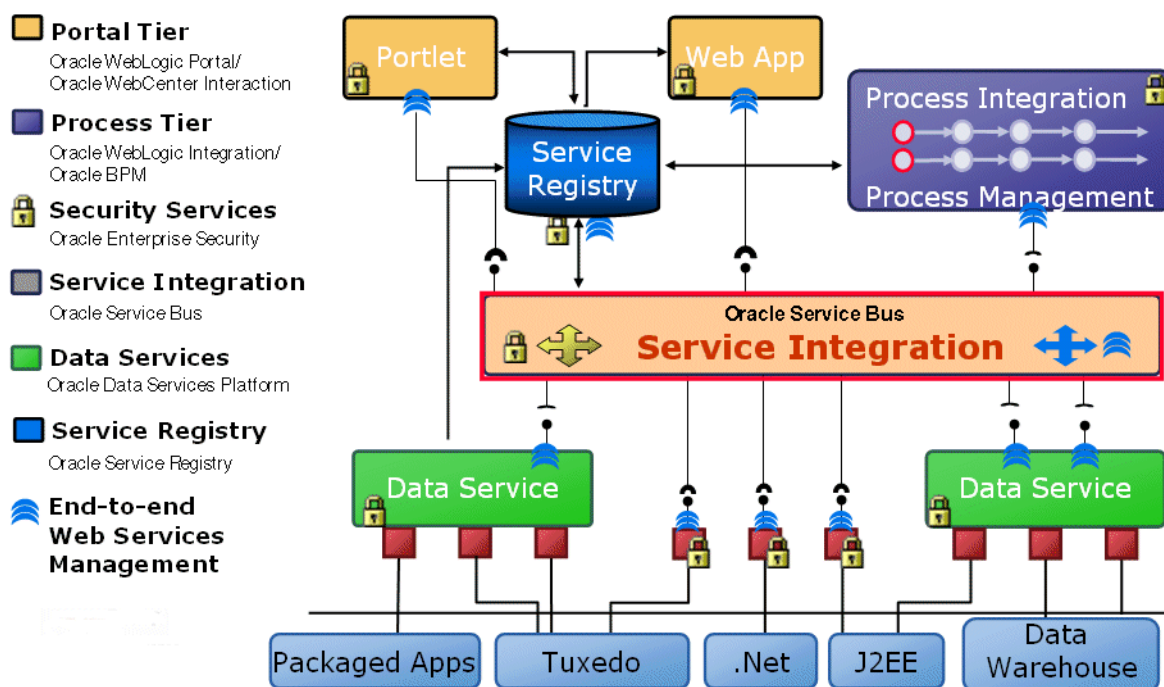 Portal Tier
Oracle WebLogic Portal/
Oracle WebCenter Interaction
Process Tier
Oracle WebLogic Integration/
Oracle BPM
Security Services
Oracle Enterprise Security
Service Integration
Oracle Service Bus
Data Services
Oracle Data Services Platform
Service Registry
Oracle Service Registry
End-to-end
Web Services
Management
Portlet
Web App
Service
Registry
Process Integration
Process Management
Oracle Service Bus
Service Integration
Data Service
Data Service
Packaged Apps
Tuxedo
.Net
J2EE
Data
Warehouse